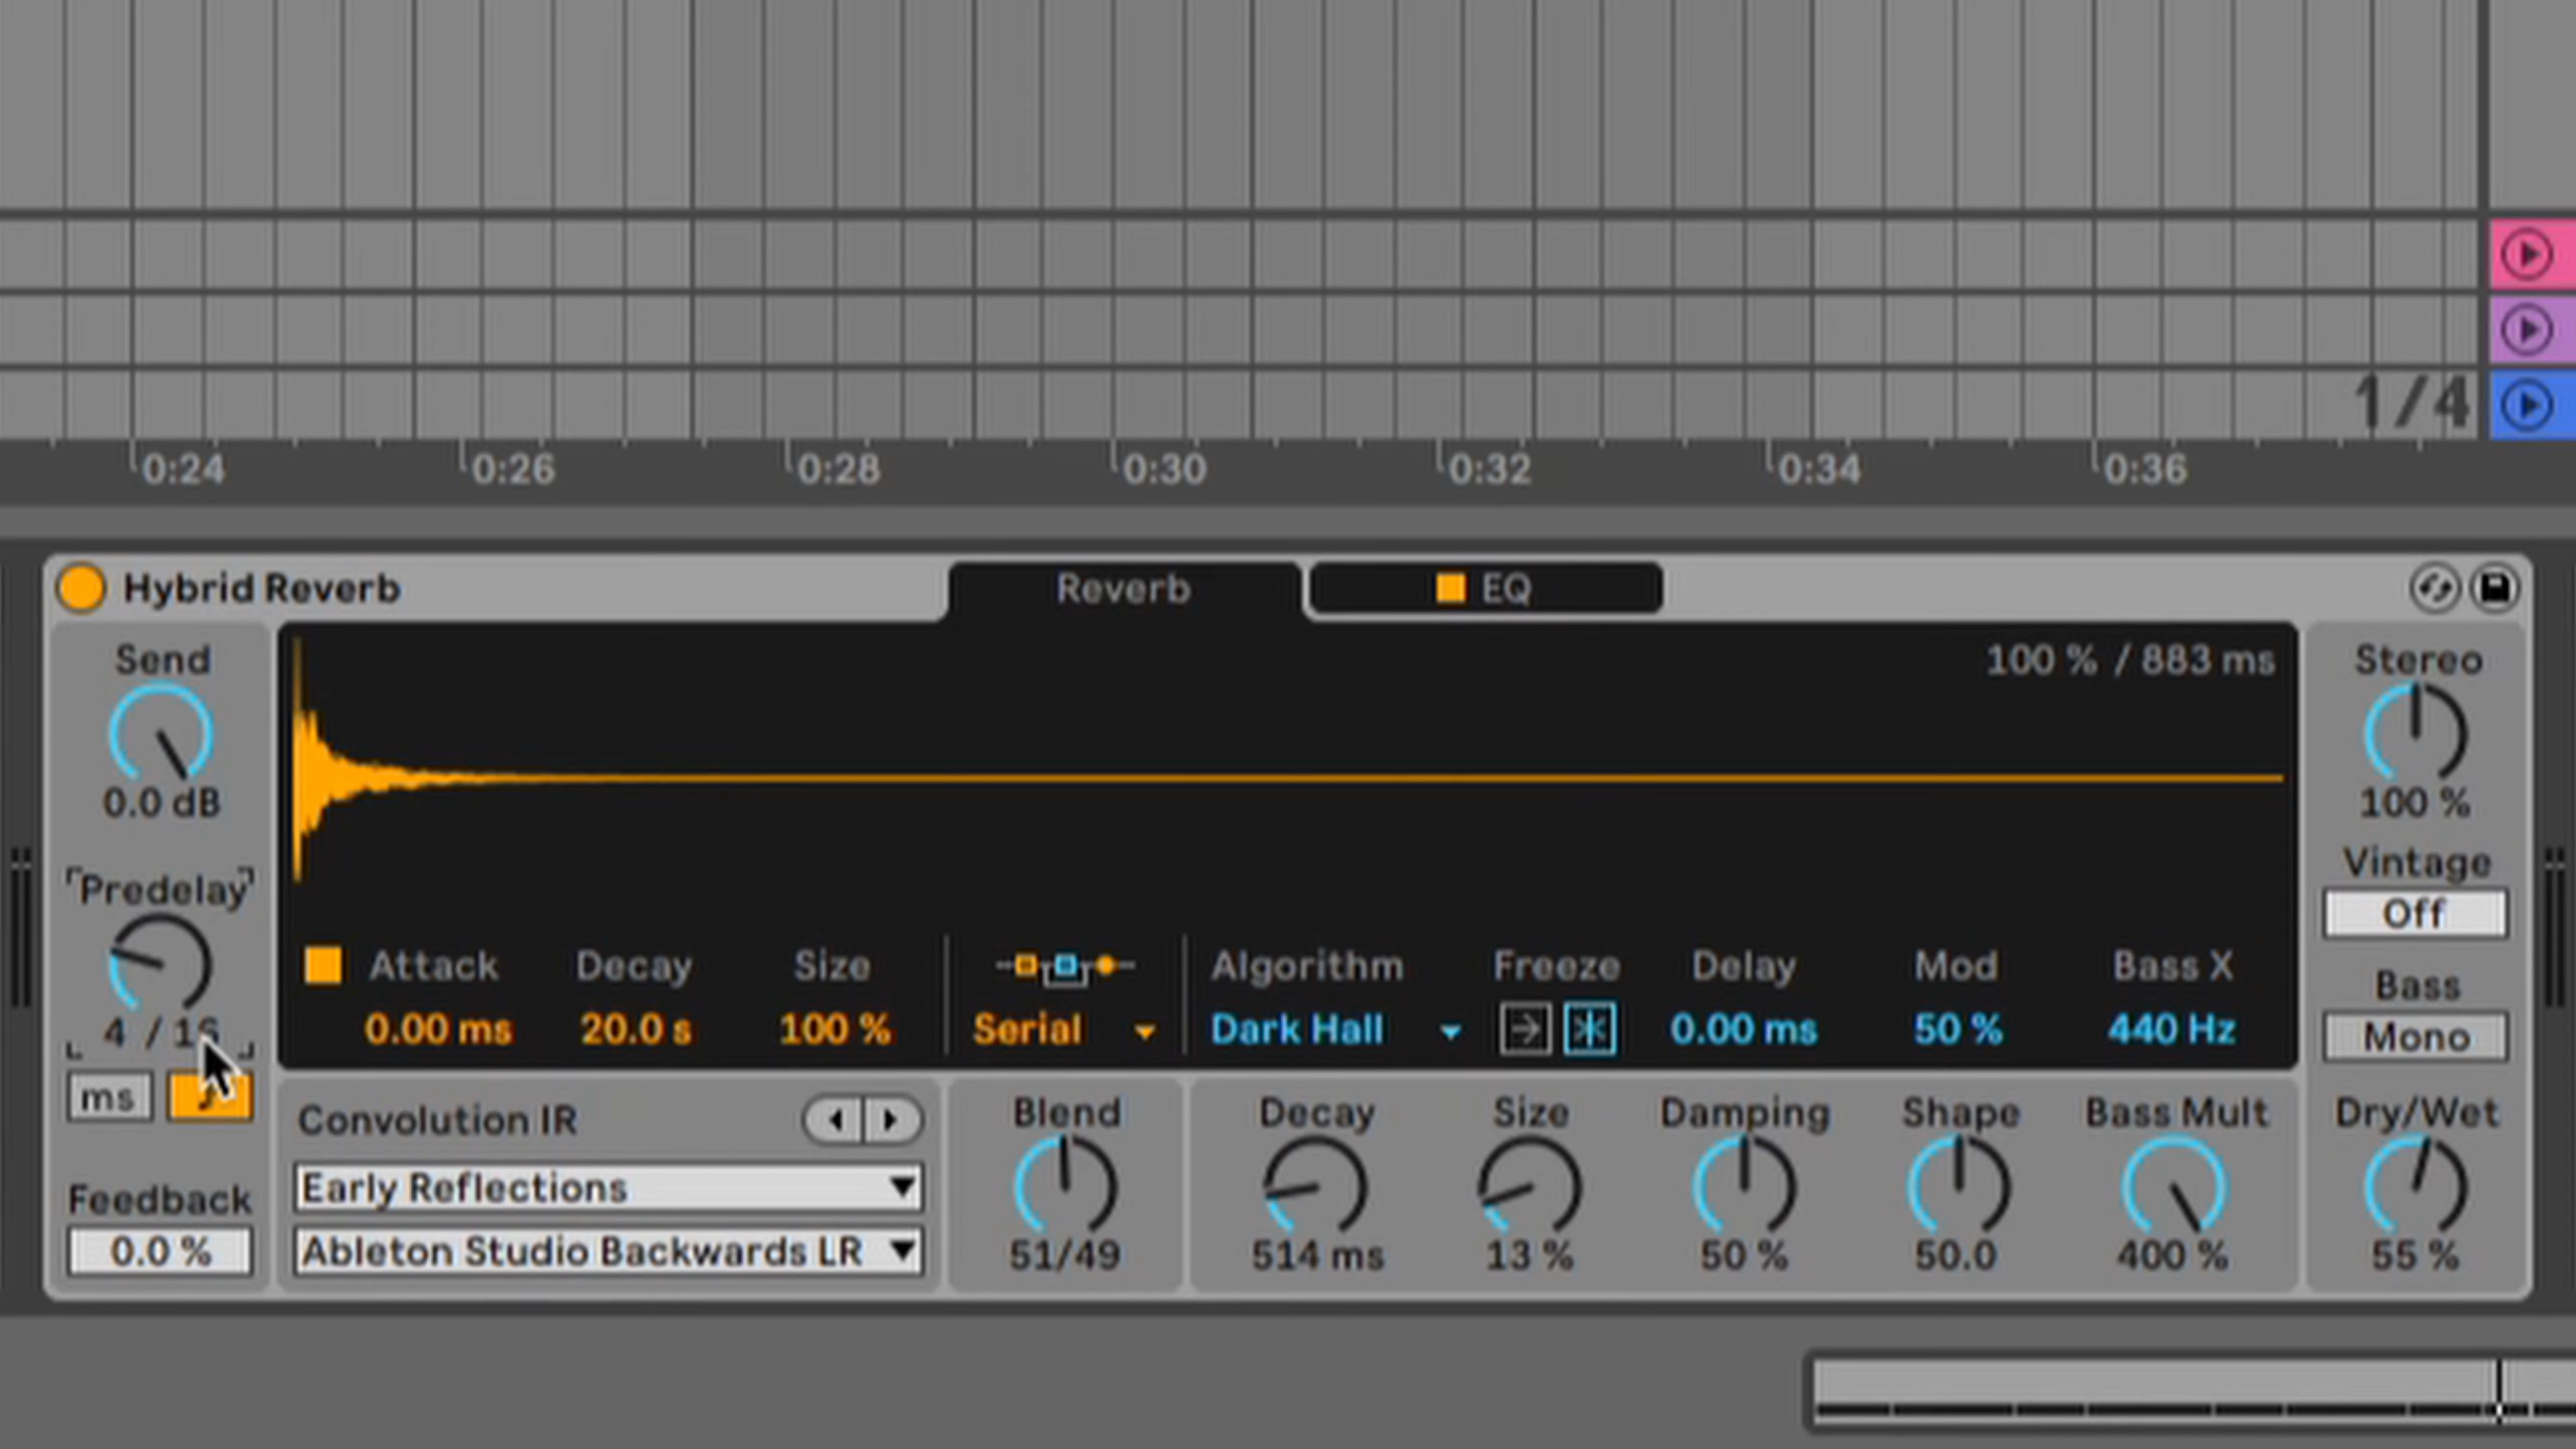 1/4
0:24 0:26 0:28 0:30 0:32 0:34 0:36
Hybrid Reverb Reverb EQ
Send
0.0 dB
Predelay
4 / 16
ms
Feedback
0.0 %
100 % / 883 ms
Attack Decay Size
0.00 ms 20.0 s 100 %
Serial
Algorithm Freeze Delay Mod Bass X
Dark Hall 0.00 ms 50 % 440 Hz
Convolution IR
Early Reflections
Ableton Studio Backwards LR
Blend
51/49
Decay Size Damping Shape Bass Mult
514 ms 13 % 50 % 50.0 400 %
Stereo
100 %
Vintage
Off
Bass
Mono
Dry/Wet
55 %